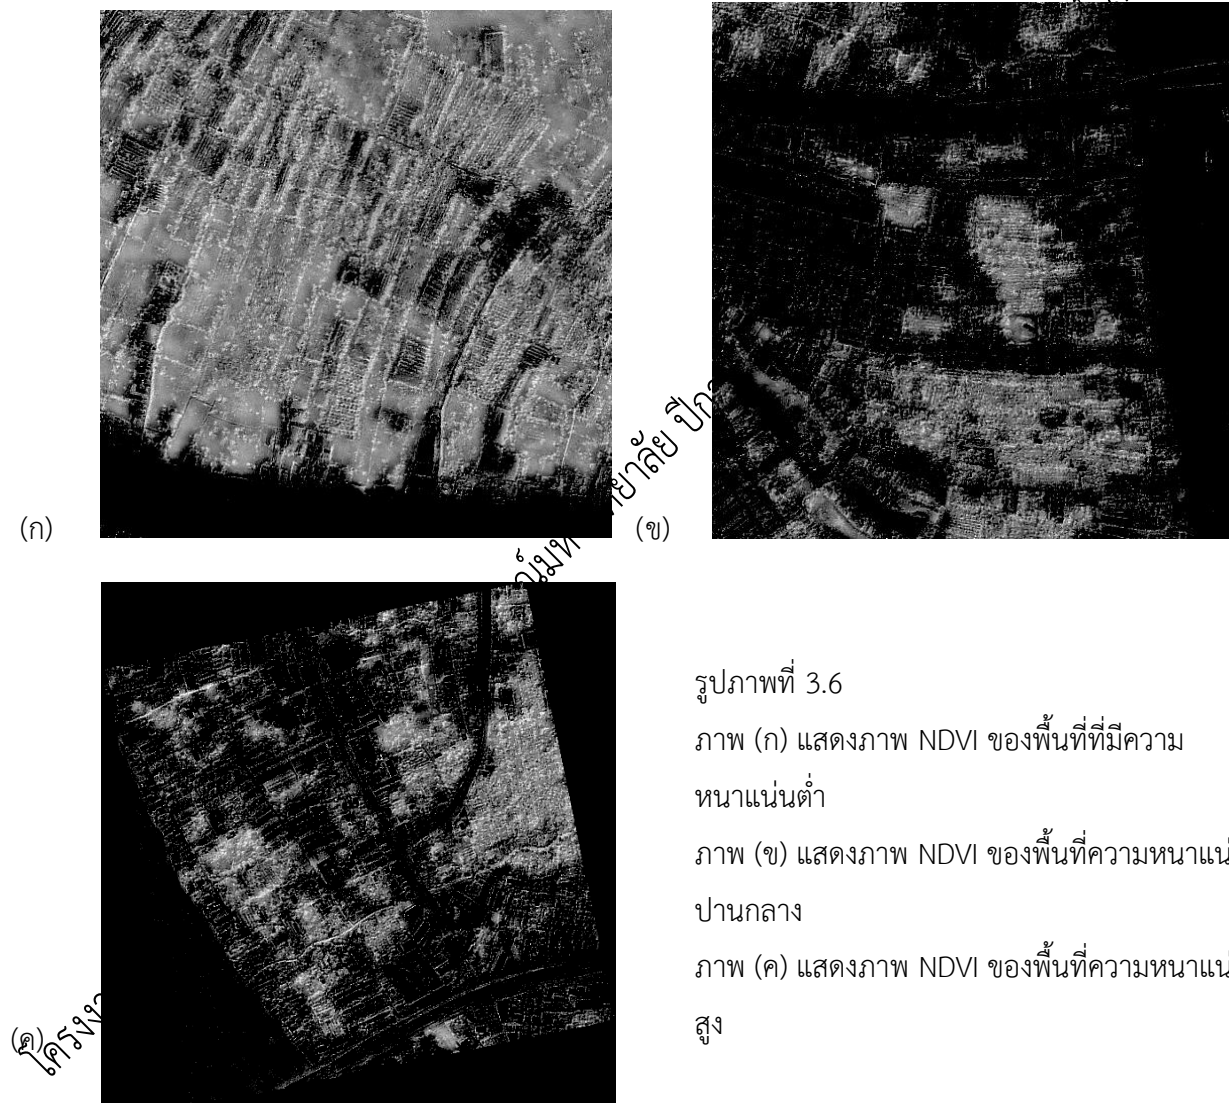 (ก)
(ข)
(ค)
รูปภาพที่ 3.6
ภาพ (ก) แสดงภาพ NDVI ของพื้นที่ที่มีความ
หนาแน่นต่ำ
ภาพ (ข) แสดงภาพ NDVI ของพื้นที่ความหนาแน่
ปานกลาง
ภาพ (ค) แสดงภาพ NDVI ของพื้นที่ความหนาแน่
สูง